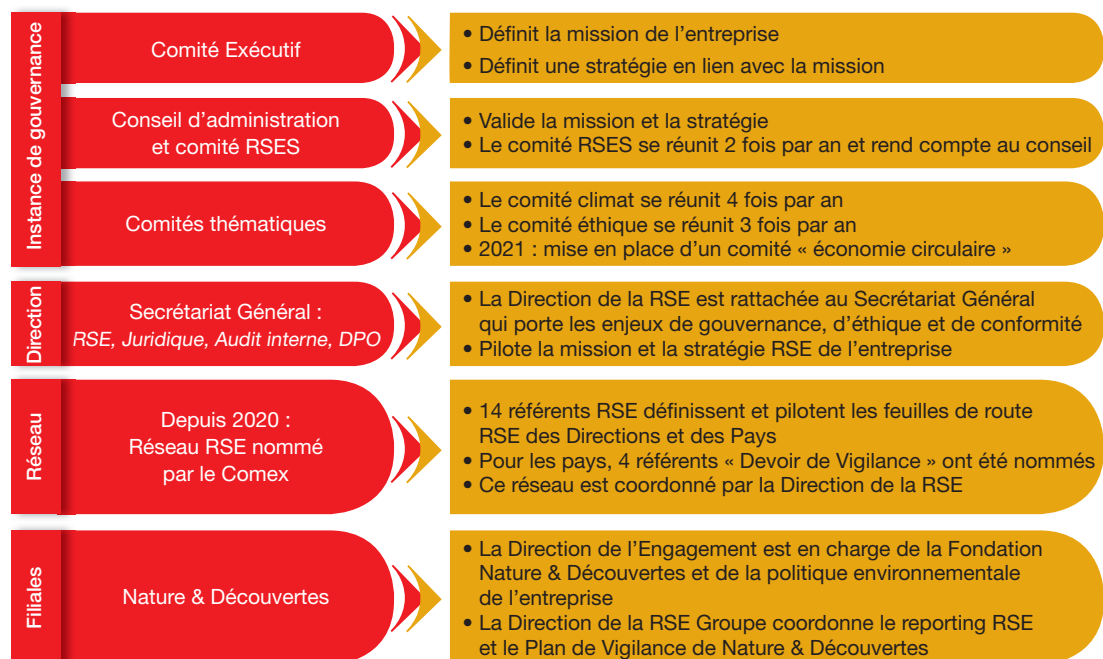 Instance de gouvernance
Comité Exécutif
• Définit la mission de l'entreprise
• Définit une stratégie en lien avec la mission
Conseil d'administration
et comité RSES
• Valide la mission et la stratégie
• Le comité RSES se réunit 2 fois par an et rend compte au conseil
Comités thématiques
• Le comité climat se réunit 4 fois par an
• Le comité éthique se réunit 3 fois par an
• 2021 : mise en place d'un comité « économie circulaire »
Direction
Secrétariat Général :
RSE, Juridique, Audit interne, DPO
• La Direction de la RSE est rattachée au Secrétariat Général
qui porte les enjeux de gouvernance, d'éthique et de conformité
• Pilote la mission et la stratégie RSE de l'entreprise
Réseau
Depuis 2020 :
Réseau RSE nommé
par le Comex
• 14 référents RSE définissent et pilotent les feuilles de route
RSE des Directions et des Pays
• Pour les pays, 4 référents « Devoir de Vigilance » ont été nommés
• Ce réseau est coordonné par la Direction de la RSE
Filiales
Nature & Découvertes
• La Direction de l'Engagement est en charge de la Fondation
Nature & Découvertes et de la politique environnementale
de l'entreprise
• La Direction de la RSE Groupe coordonne le reporting RSE
et le Plan de Vigilance de Nature & Découvertes